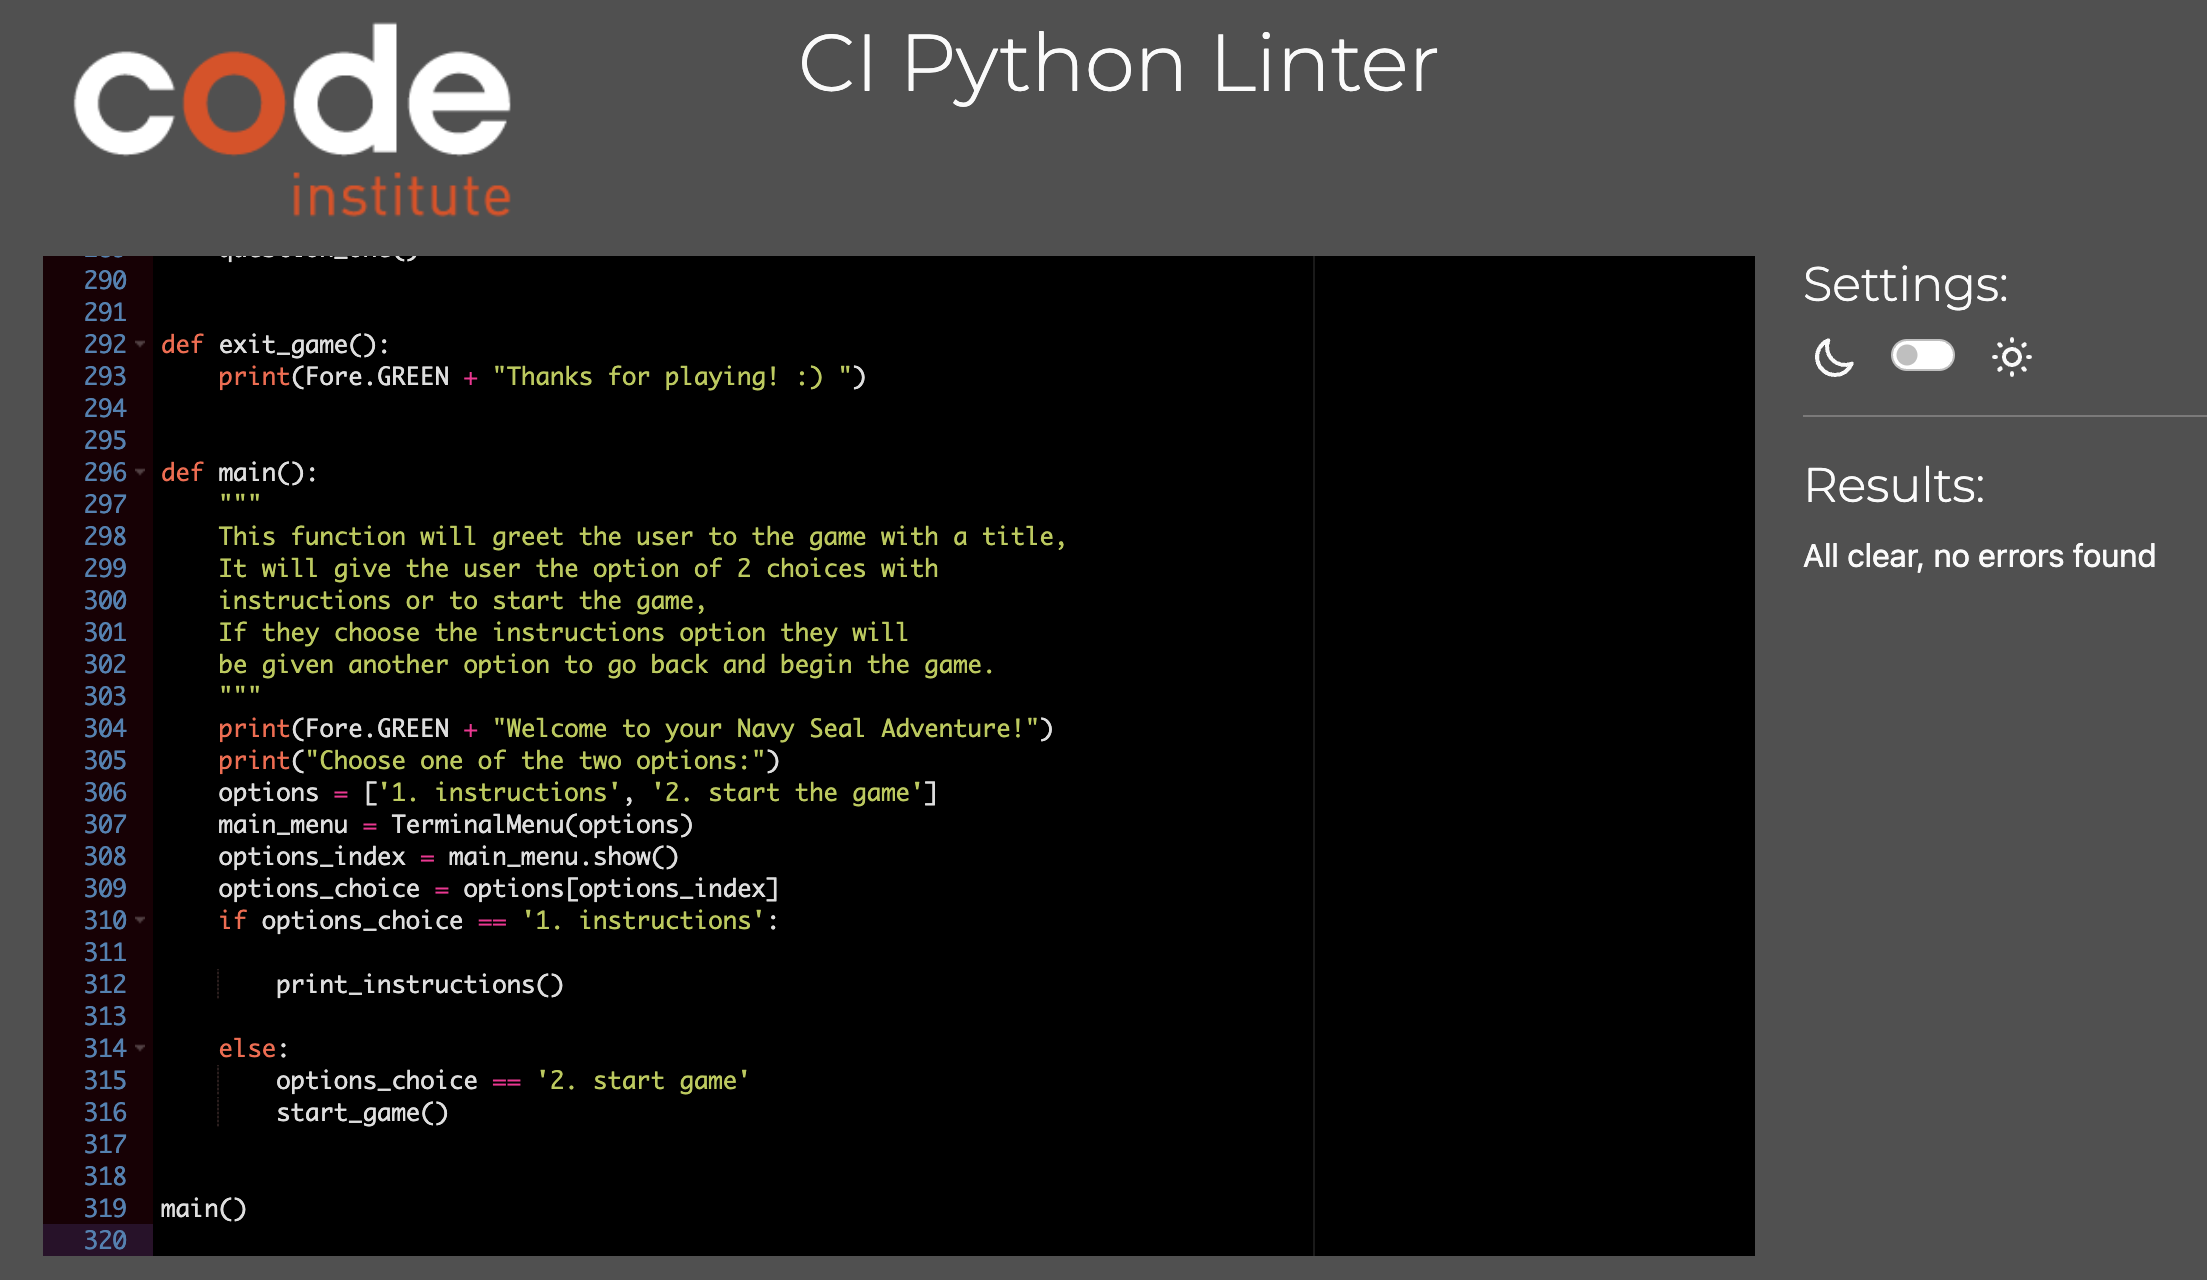 code
institute
CI Python Linter
290
291
292 def exit_game():
293     print(Fore.GREEN + "Thanks for playing! :) ")
294
295
296 def main():
297     """
298     This function will greet the user to the game with a title,
299     It will give the user the option of 2 choices with
300     instructions or to start the game,
301     If they choose the instructions option they will
302     be given another option to go back and begin the game.
303     """
304     print(Fore.GREEN + "Welcome to your Navy Seal Adventure!")
305     print("Choose one of the two options:")
306     options = ['1. instructions', '2. start the game']
307     main_menu = TerminalMenu(options)
308     options_index = main_menu.show()
309     options_choice = options[options_index]
310     if options_choice == '1. instructions':
311
312         print_instructions()
313
314     else:
315         options_choice == '2. start game'
316         start_game()
317
318
319 main()
320
Settings:
Results:
All clear, no errors found